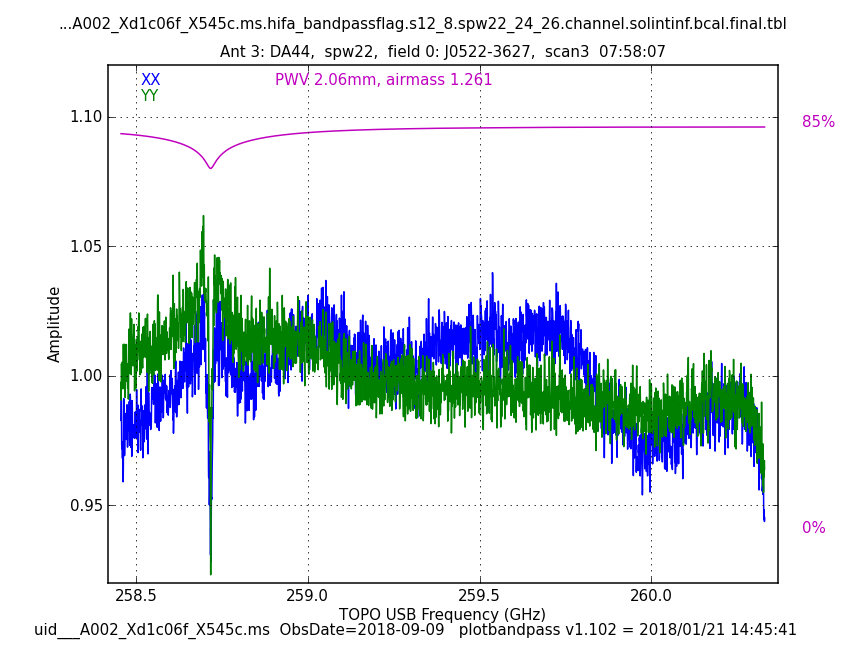 ...A002_Xd1c06f_X545c.ms.hifa_bandpassflag.s12_8.spw22_24_26.channel.solintinf.bcal.final.tbl
Ant 3: DA44,  spw22,  field 0: J0522-3627,  scan3  07:58:07
XX
PWV 2.06mm, airmass 1.261
YY
1.10
85%
1.05
Amplitude
1.00
0.95
0%
258.5
259.0
259.5
260.0
TOPO USB Frequency (GHz)
uid___A002_Xd1c06f_X545c.ms  ObsDate=2018-09-09   plotbandpass v1.102 = 2018/01/21 14:45:41